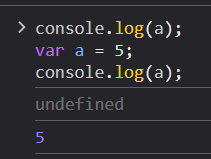 console.log(a);
var a = 5;
console.log(a);
undefined
5